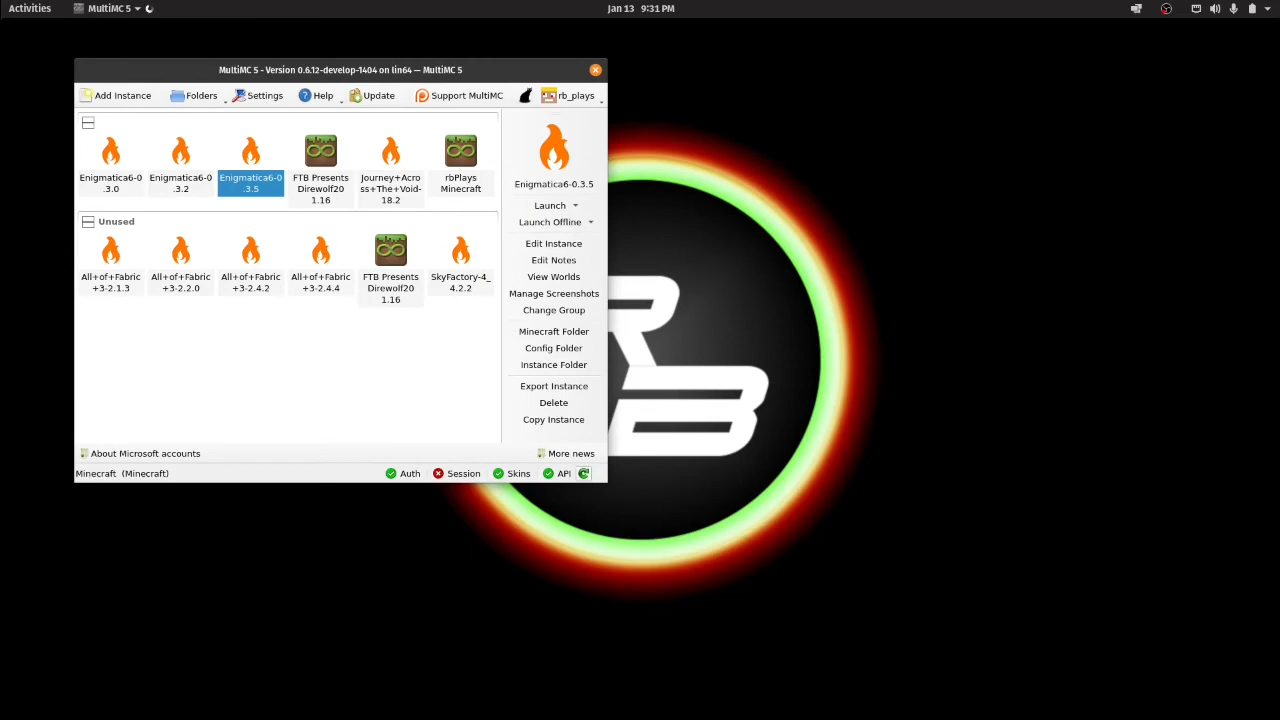 Activities
MultiMC 5
Jan 13 9:31 PM
MultiMC 5 - Version 0.6.12-develop-1404 on lin64 — MultiMC 5
Add Instance
Folders
Settings
Help
Update
Support MultiMC
rb_plays
Enigmatica6-0
.3.0
Enigmatica6-0
.3.2
Enigmatica6-0
.3.5
FTB Presents
Direwolf20
1.16
Journey+Acro
ss+The+Void-
18.2
rbPlays
Minecraft
Unused
All+of+Fabric
+3-2.1.3
All+of+Fabric
+3-2.2.0
All+of+Fabric
+3-2.4.2
All+of+Fabric
+3-2.4.4
FTB Presents
Direwolf20
1.16
SkyFactory-4_
4.2.2
Enigmatica6-0.3.5
Launch
Launch Offline
Edit Instance
Edit Notes
View Worlds
Manage Screenshots
Change Group
Minecraft Folder
Config Folder
Instance Folder
Export Instance
Delete
Copy Instance
About Microsoft accounts
More news
Minecraft (Minecraft)
Auth
Session
Skins
API
RB